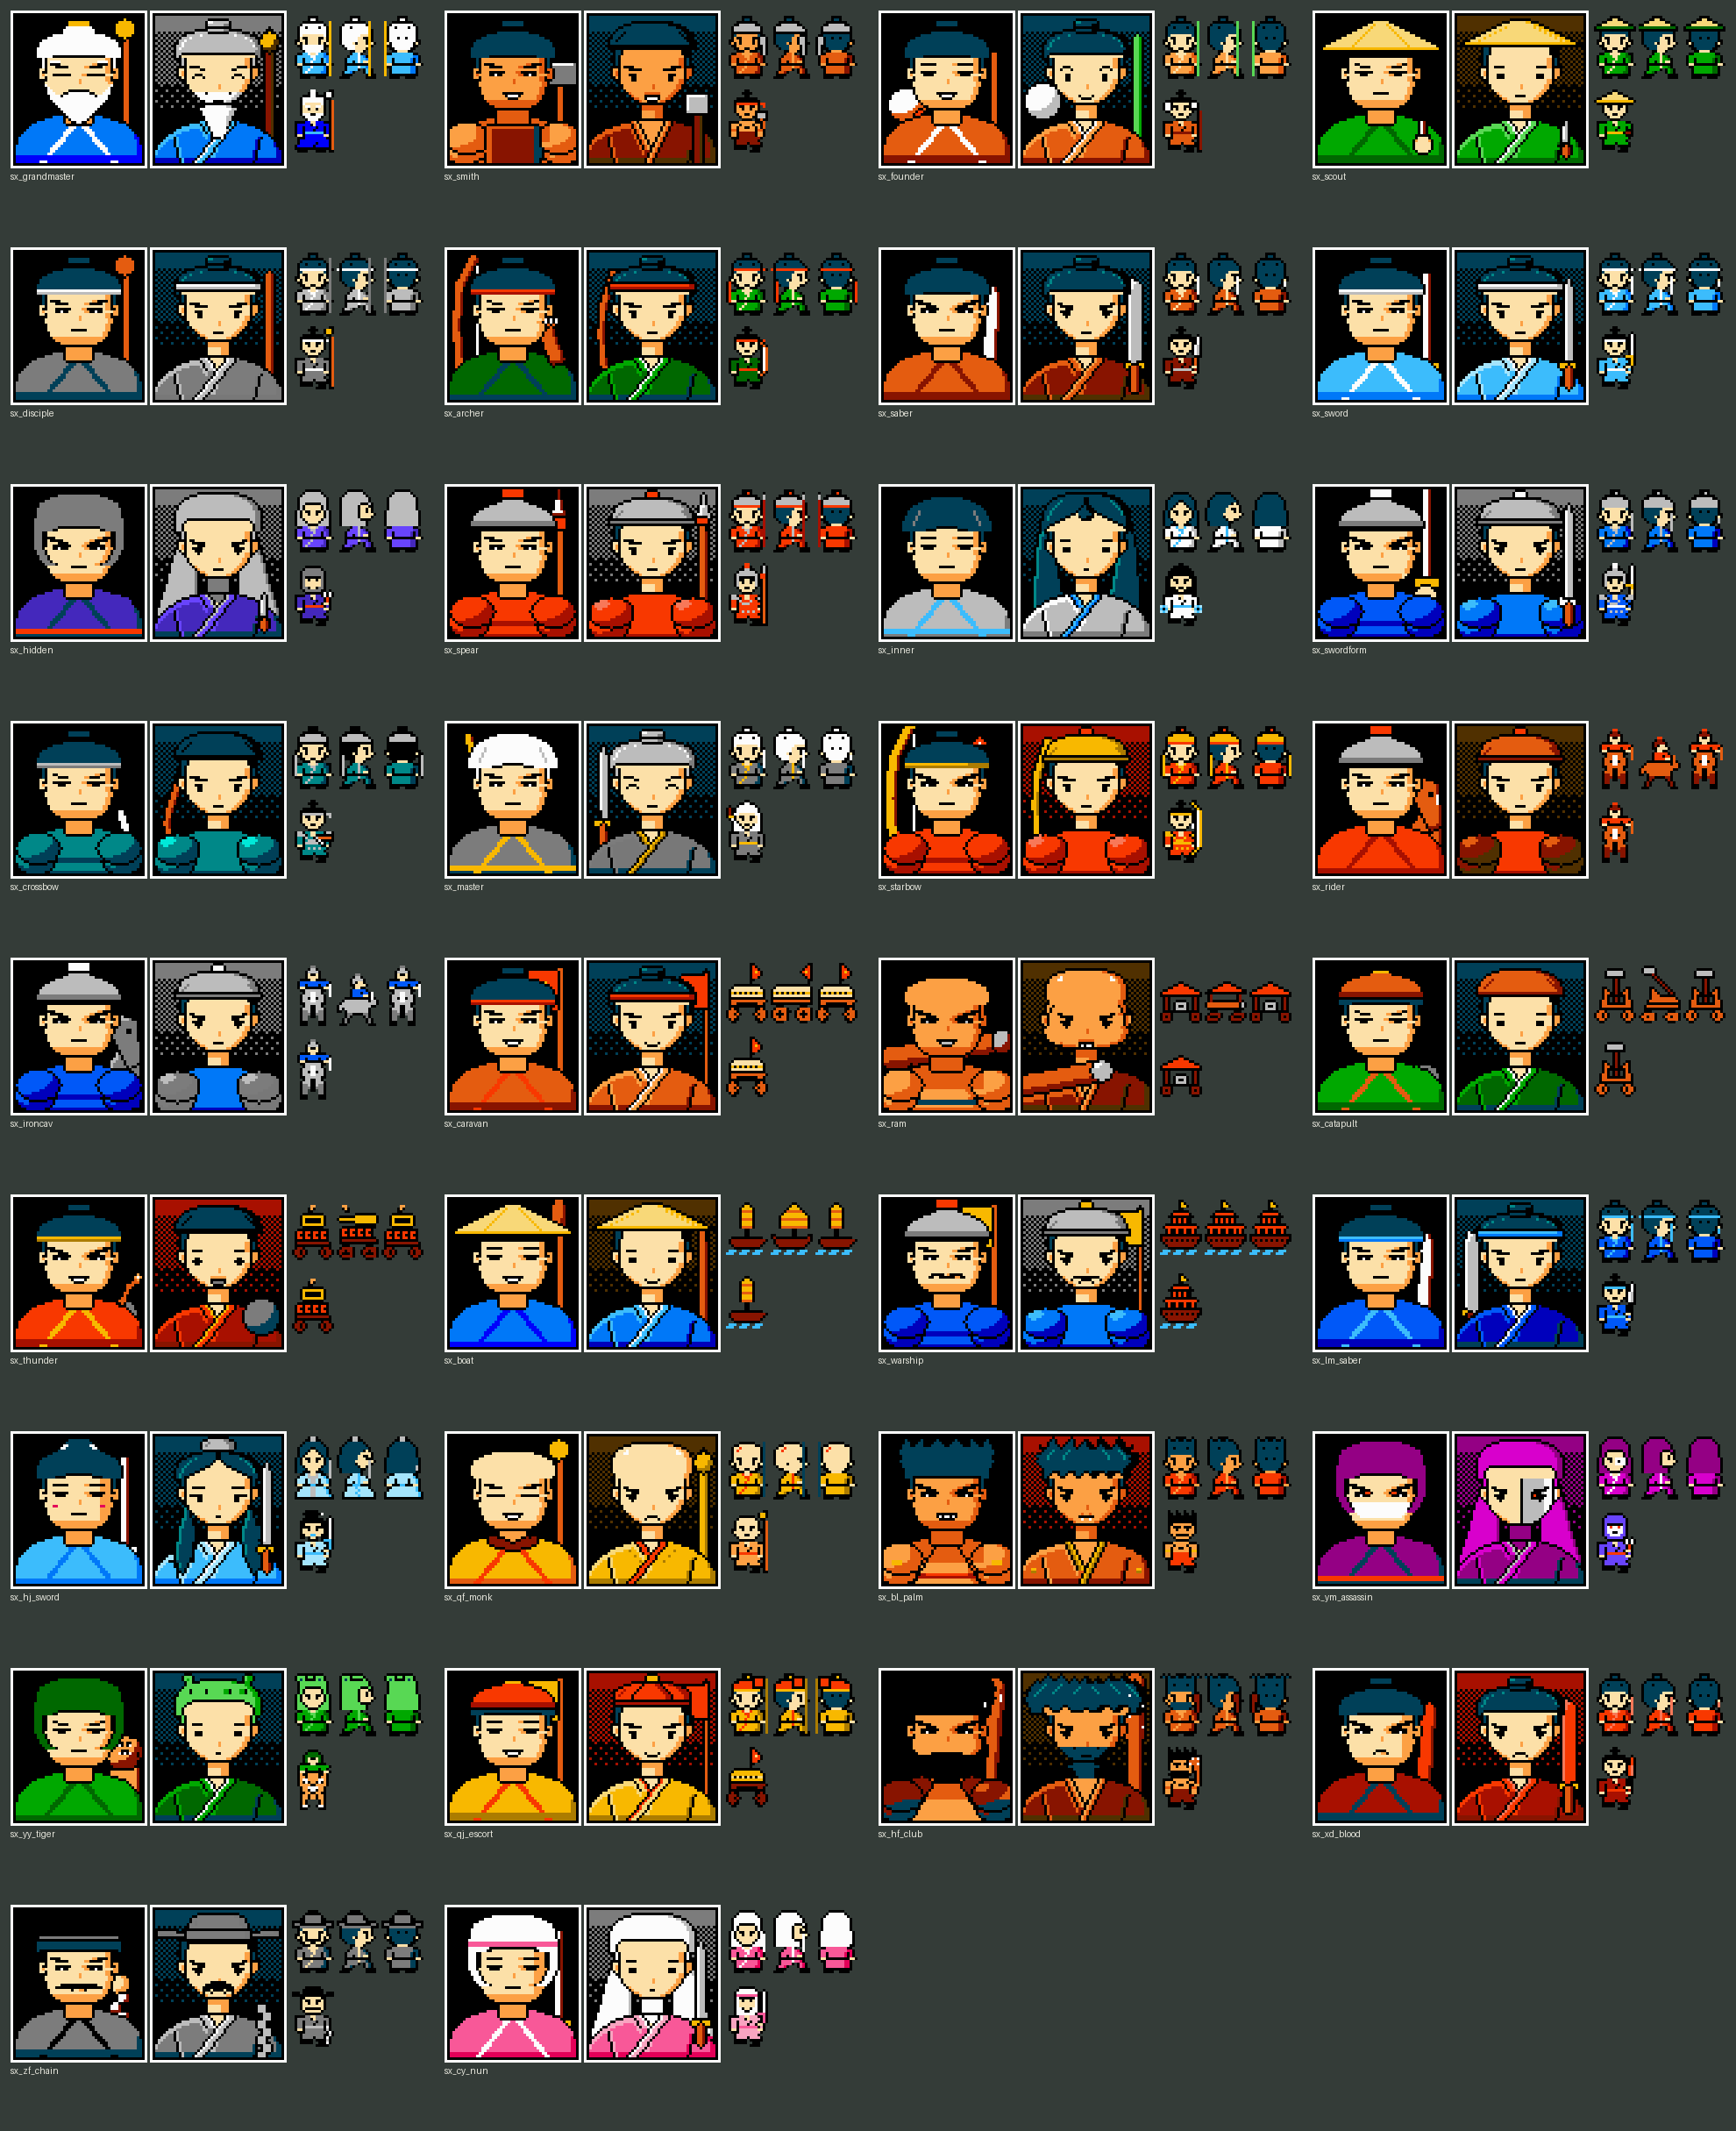 sx_grandmaster
sx_smith
sx_founder
sx_scout
sx_disciple
sx_archer
sx_saber
sx_sword
sx_hidden
sx_spear
sx_inner
sx_swordform
sx_crossbow
sx_master
sx_starbow
sx_rider
sx_ironcav
sx_caravan
sx_ram
sx_catapult
sx_thunder
sx_boat
sx_warship
sx_lm_saber
sx_hj_sword
sx_qf_monk
sx_bl_palm
sx_ym_assassin
sx_yy_tiger
sx_qj_escort
sx_hf_club
sx_xd_blood
sx_zf_chain
sx_cy_nun